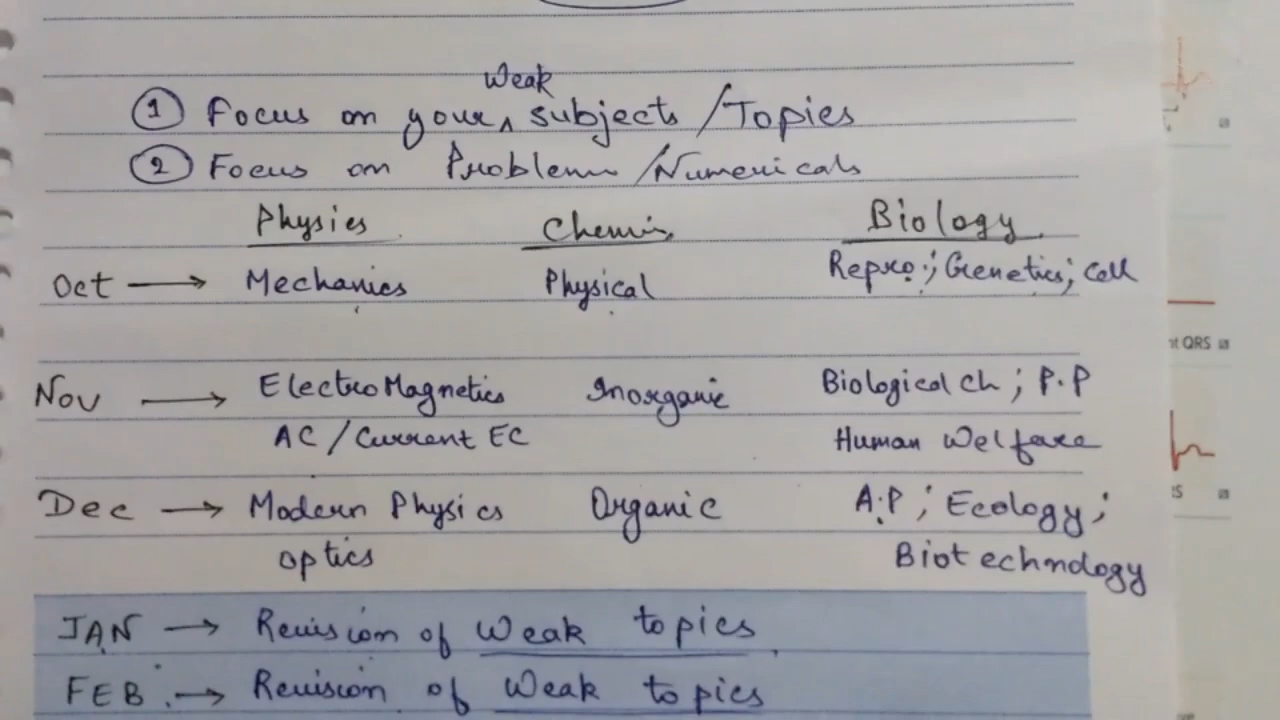 ① Focus on your ^ Weak subjects / Topics
② Focus on Problem / Numericals
Physics Chemis Biology
Oct → Mechanics Physical Repro.; Genetics; Cell
Nov → ElectroMagnetics Inorganic Biological Ch; P.P
AC / Current EC Human Welfare
Dec → Modern Physics Organic A.P; Ecology;
optics Biotechnology
JAN → Revision of Weak topics.
FEB. → Revision of Weak topics
QRS